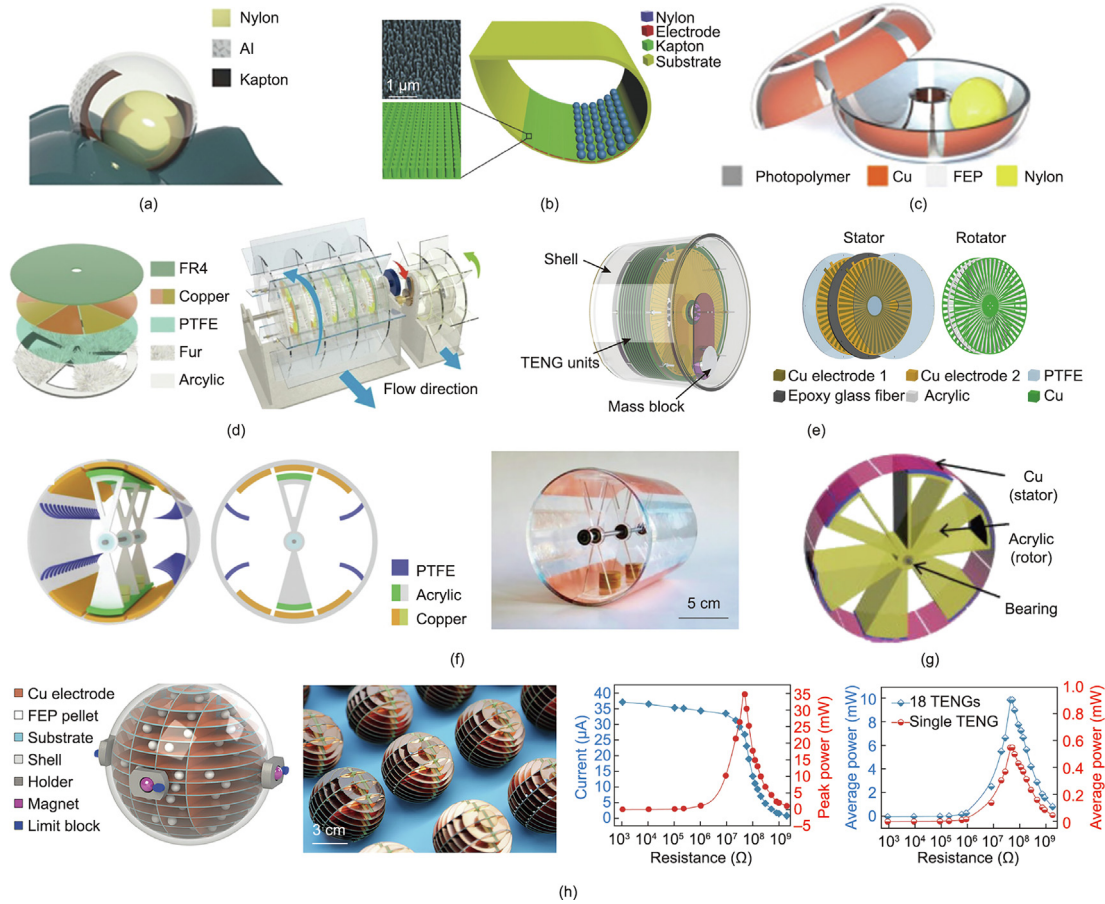 Nylon
Al
Kapton
(a)
1 μm
Nylon
Electrode
Kapton
Substrate
(b)
Photopolymer
Cu
FEP
Nylon
(c)
FR4
Copper
PTFE
Fur
Arcylic
Flow direction
(d)
Shell
TENG units
Mass block
Stator
Rotator
Cu electrode 1
Cu electrode 2
PTFE
Epoxy glass fiber
Acrylic
Cu
(e)
PTFE
Acrylic
Copper
5 cm
(f)
Cu
(stator)
Acrylic
(rotor)
Bearing
(g)
Cu electrode
FEP pellet
Substrate
Shell
Holder
Magnet
Limit block
3 cm
Current (μA)
40
35
30
25
20
15
10
5
0
35
30
25
20
15
10
5
0
−5
Peak power (mW)
10³ 10⁴ 10⁵ 10⁶ 10⁷ 10⁸ 10⁹
Resistance (Ω)
Average power (mW)
10
8
6
4
2
0
18 TENGs
Single TENG
1.0
0.8
0.6
0.4
0.2
0
Average power (mW)
10³ 10⁴ 10⁵ 10⁶ 10⁷ 10⁸ 10⁹
Resistance (Ω)
(h)